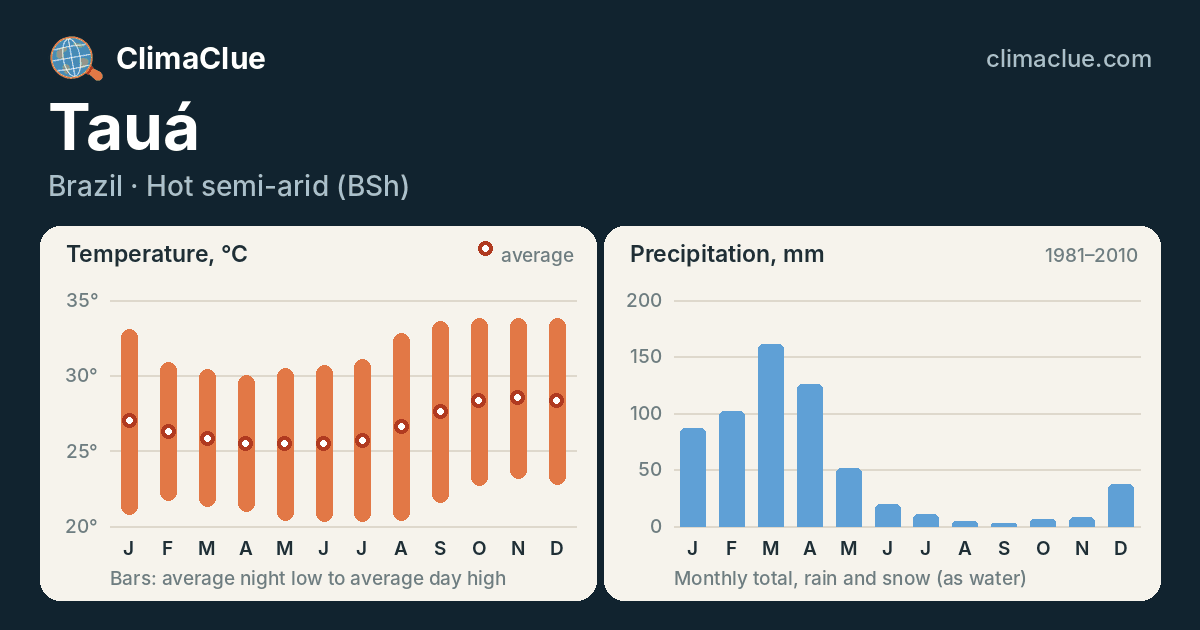 ClimaClue
climaclue.com
Tauá
Brazil · Hot semi-arid (BSh)
Temperature, °C
average
35°
30°
25°
20°
J F M A M J J A S O N D
Bars: average night low to average day high
Precipitation, mm
1981–2010
200
150
100
50
0
J F M A M J J A S O N D
Monthly total, rain and snow (as water)